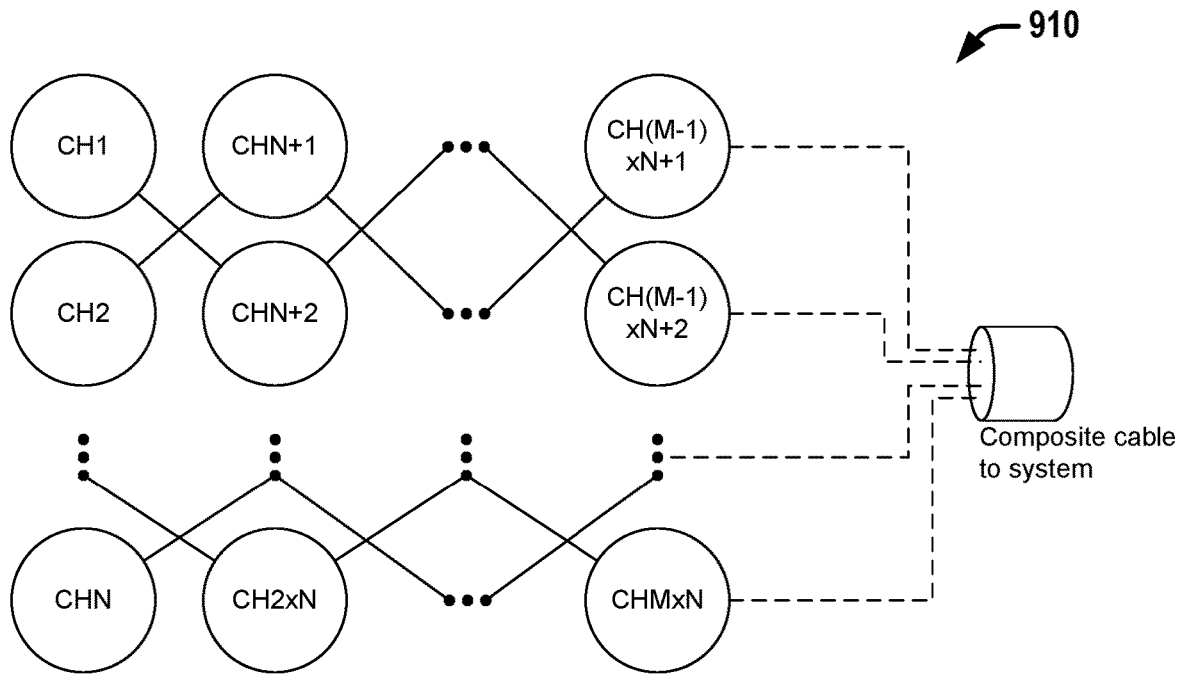 910
CH1
CHN+1
CH(M-1)
xN+1
CH2
CHN+2
CH(M-1)
xN+2
Composite cable
to system
CHN
CH2xN
CHMxN